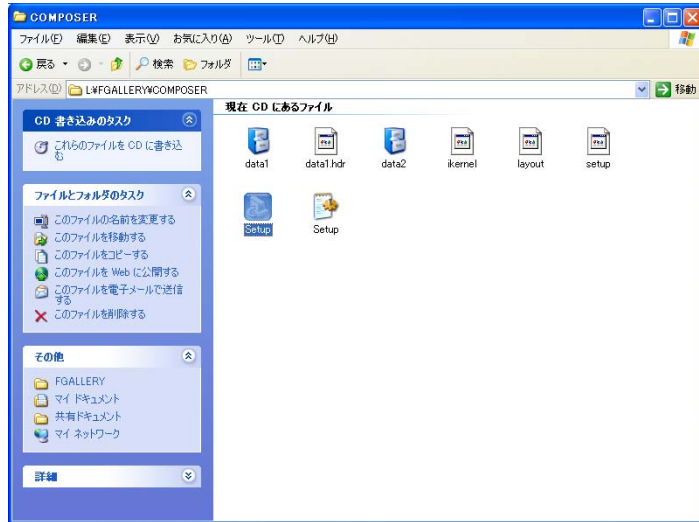 COMPOSER
ファイル(F) 編集(E) 表示(V) お気に入り(A) ツール(T) ヘルプ(H)
戻る 検索 フォルダ
アドレス(D) L:¥FGALLERY¥COMPOSER 移動
CD 書き込みのタスク
これらのファイルを CD に書き込
む
ファイルとフォルダのタスク
このファイルの名前を変更する
このファイルを移動する
このファイルをコピーする
このファイルを Web に公開する
このファイルを電子メールで送信
する
このファイルを削除する
その他
FGALLERY
マイ ドキュメント
共有ドキュメント
マイ ネットワーク
詳細
現在 CD にあるファイル
data1 data1.hdr data2 ikernel layout setup
Setup Setup